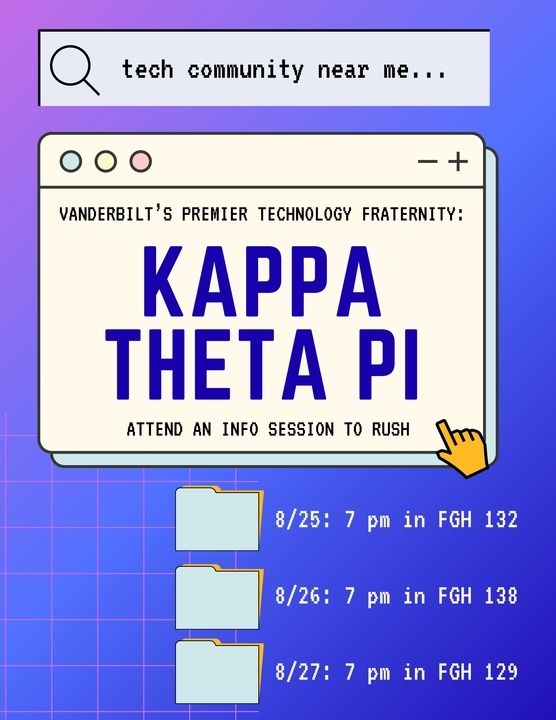 tech community near me...
VANDERBILT'S PREMIER TECHNOLOGY FRATERNITY:
KAPPA
THETA PI
ATTEND AN INFO SESSION TO RUSH
8/25: 7 pm in FGH 132
8/26: 7 pm in FGH 138
8/27: 7 pm in FGH 129